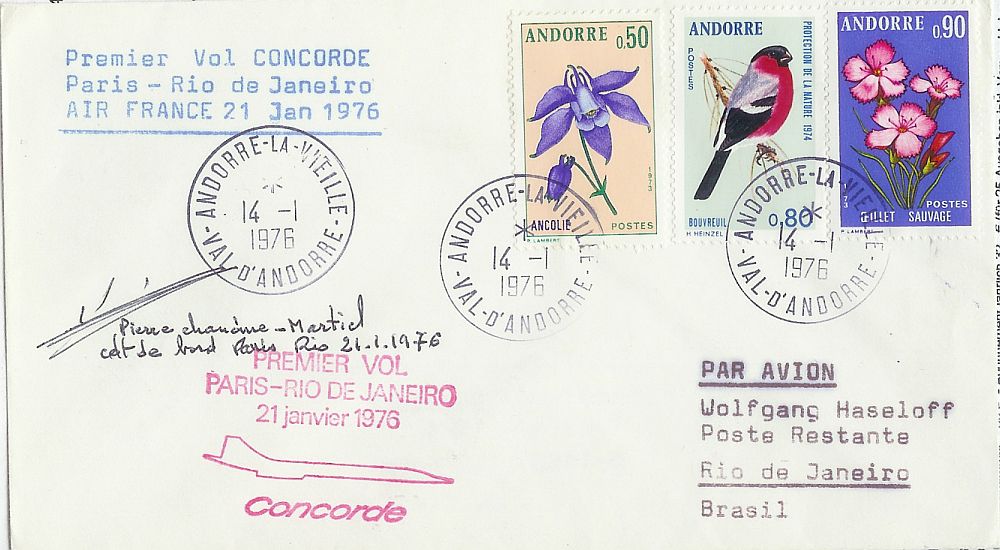 Premier Vol CONCORDE
Paris - Rio de Janeiro
AIR FRANCE 21 Jan 1976
ANDORRE 0,50
1973
ANCOLIE
POSTES
P. LAMBERT
ANDORRE
POSTES
PROTECTION DE LA NATURE 1974
BOUVREUIL
0,80
H HEINZEL
ANDORRE 0,90
1973
POSTES
ŒILLET SAUVAGE
P. LAMBERT
ANDORRE-LA-VIEILLE
14 -1
1976
VAL D'ANDORRE
ANDORRE-LA-VIEILLE
14 -1
1976
VAL-D'ANDORRE
ANDORRE-LA-VIEILLE
14 -1
1976
VAL-D'ANDORRE
Pierre chanoine-Martiel
cdt de bord Paris Rio 21.1.1976
PREMIER VOL
PARIS-RIO DE JANEIRO
21 janvier 1976
Concorde
PAR AVION
Wolfgang Haseloff
Poste Restante
Rio de Janeiro
Brasil